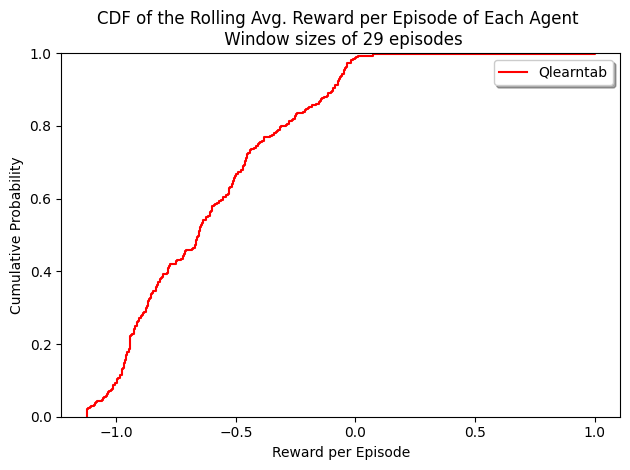 CDF of the Rolling Avg. Reward per Episode of Each Agent
Window sizes of 29 episodes
1.0
Qlearntab
0.8
0.6
Cumulative Probability
0.4
0.2
0.0
−1.0 −0.5 0.0 0.5 1.0
Reward per Episode